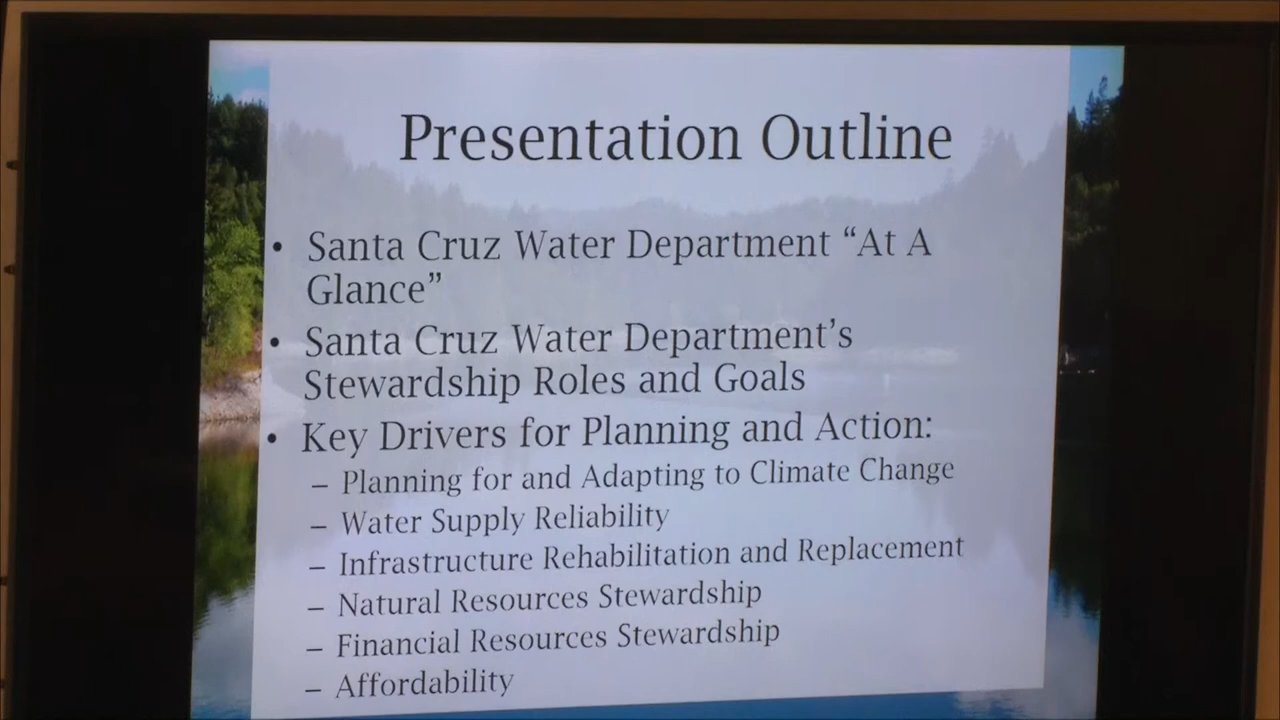 Presentation Outline
• Santa Cruz Water Department “At A
Glance”
• Santa Cruz Water Department’s
Stewardship Roles and Goals
• Key Drivers for Planning and Action:
– Planning for and Adapting to Climate Change
– Water Supply Reliability
– Infrastructure Rehabilitation and Replacement
– Natural Resources Stewardship
– Financial Resources Stewardship
– Affordability